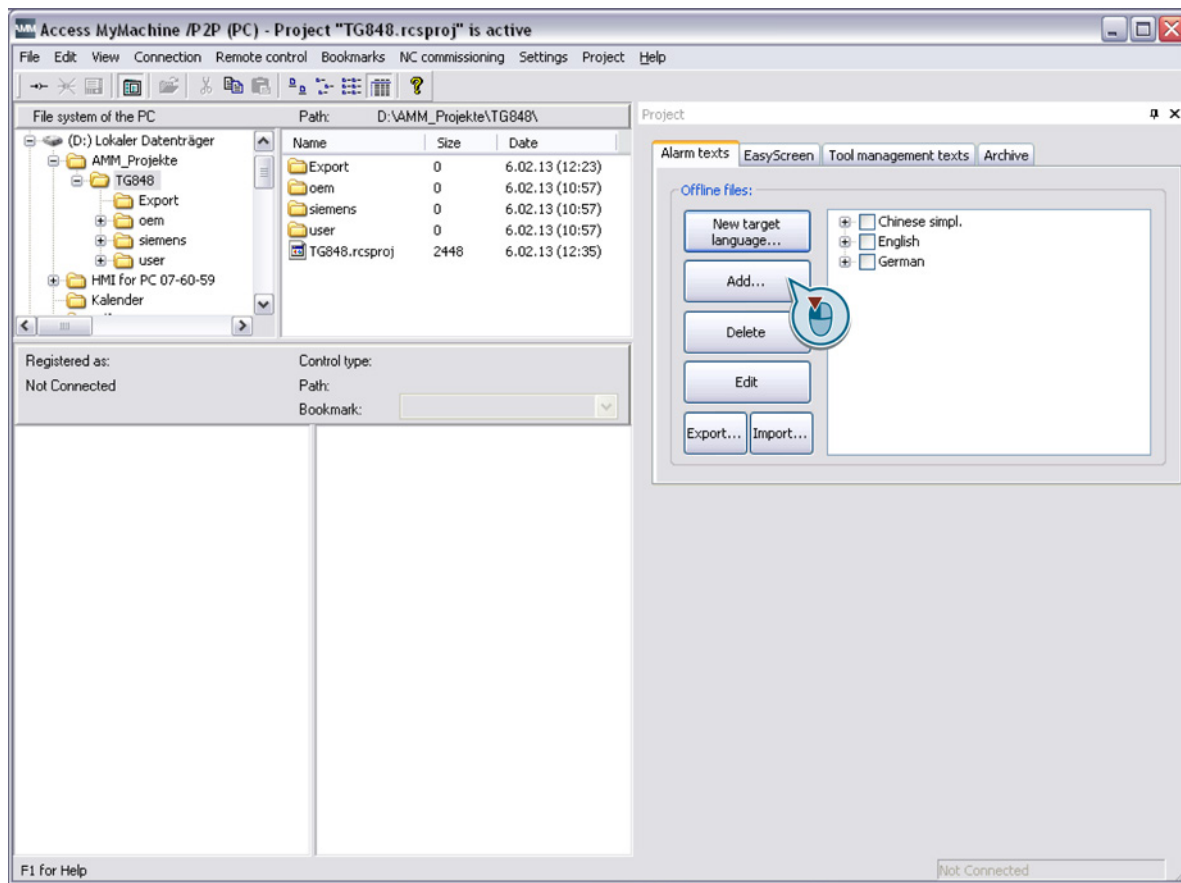 AMM Access MyMachine /P2P (PC) - Project "TG848.rcsproj" is active
File Edit View Connection Remote control Bookmarks NC commissioning Settings Project Help
File system of the PC
Path: D:\AMM_Projekte\TG848\
(D:) Lokaler Datenträger
AMM_Projekte
TG848
Export
oem
siemens
user
HMI for PC 07-60-59
Kalender
Name Size Date
Export 0 6.02.13 (12:23)
oem 0 6.02.13 (10:57)
siemens 0 6.02.13 (10:57)
user 0 6.02.13 (10:57)
TG848.rcsproj 2448 6.02.13 (12:35)
Registered as:
Not Connected
Control type:
Path:
Bookmark:
Project
Alarm texts EasyScreen Tool management texts Archive
Offline files:
New target
language...
Add...
Delete
Edit
Export... Import...
Chinese simpl.
English
German
F1 for Help
Not Connected